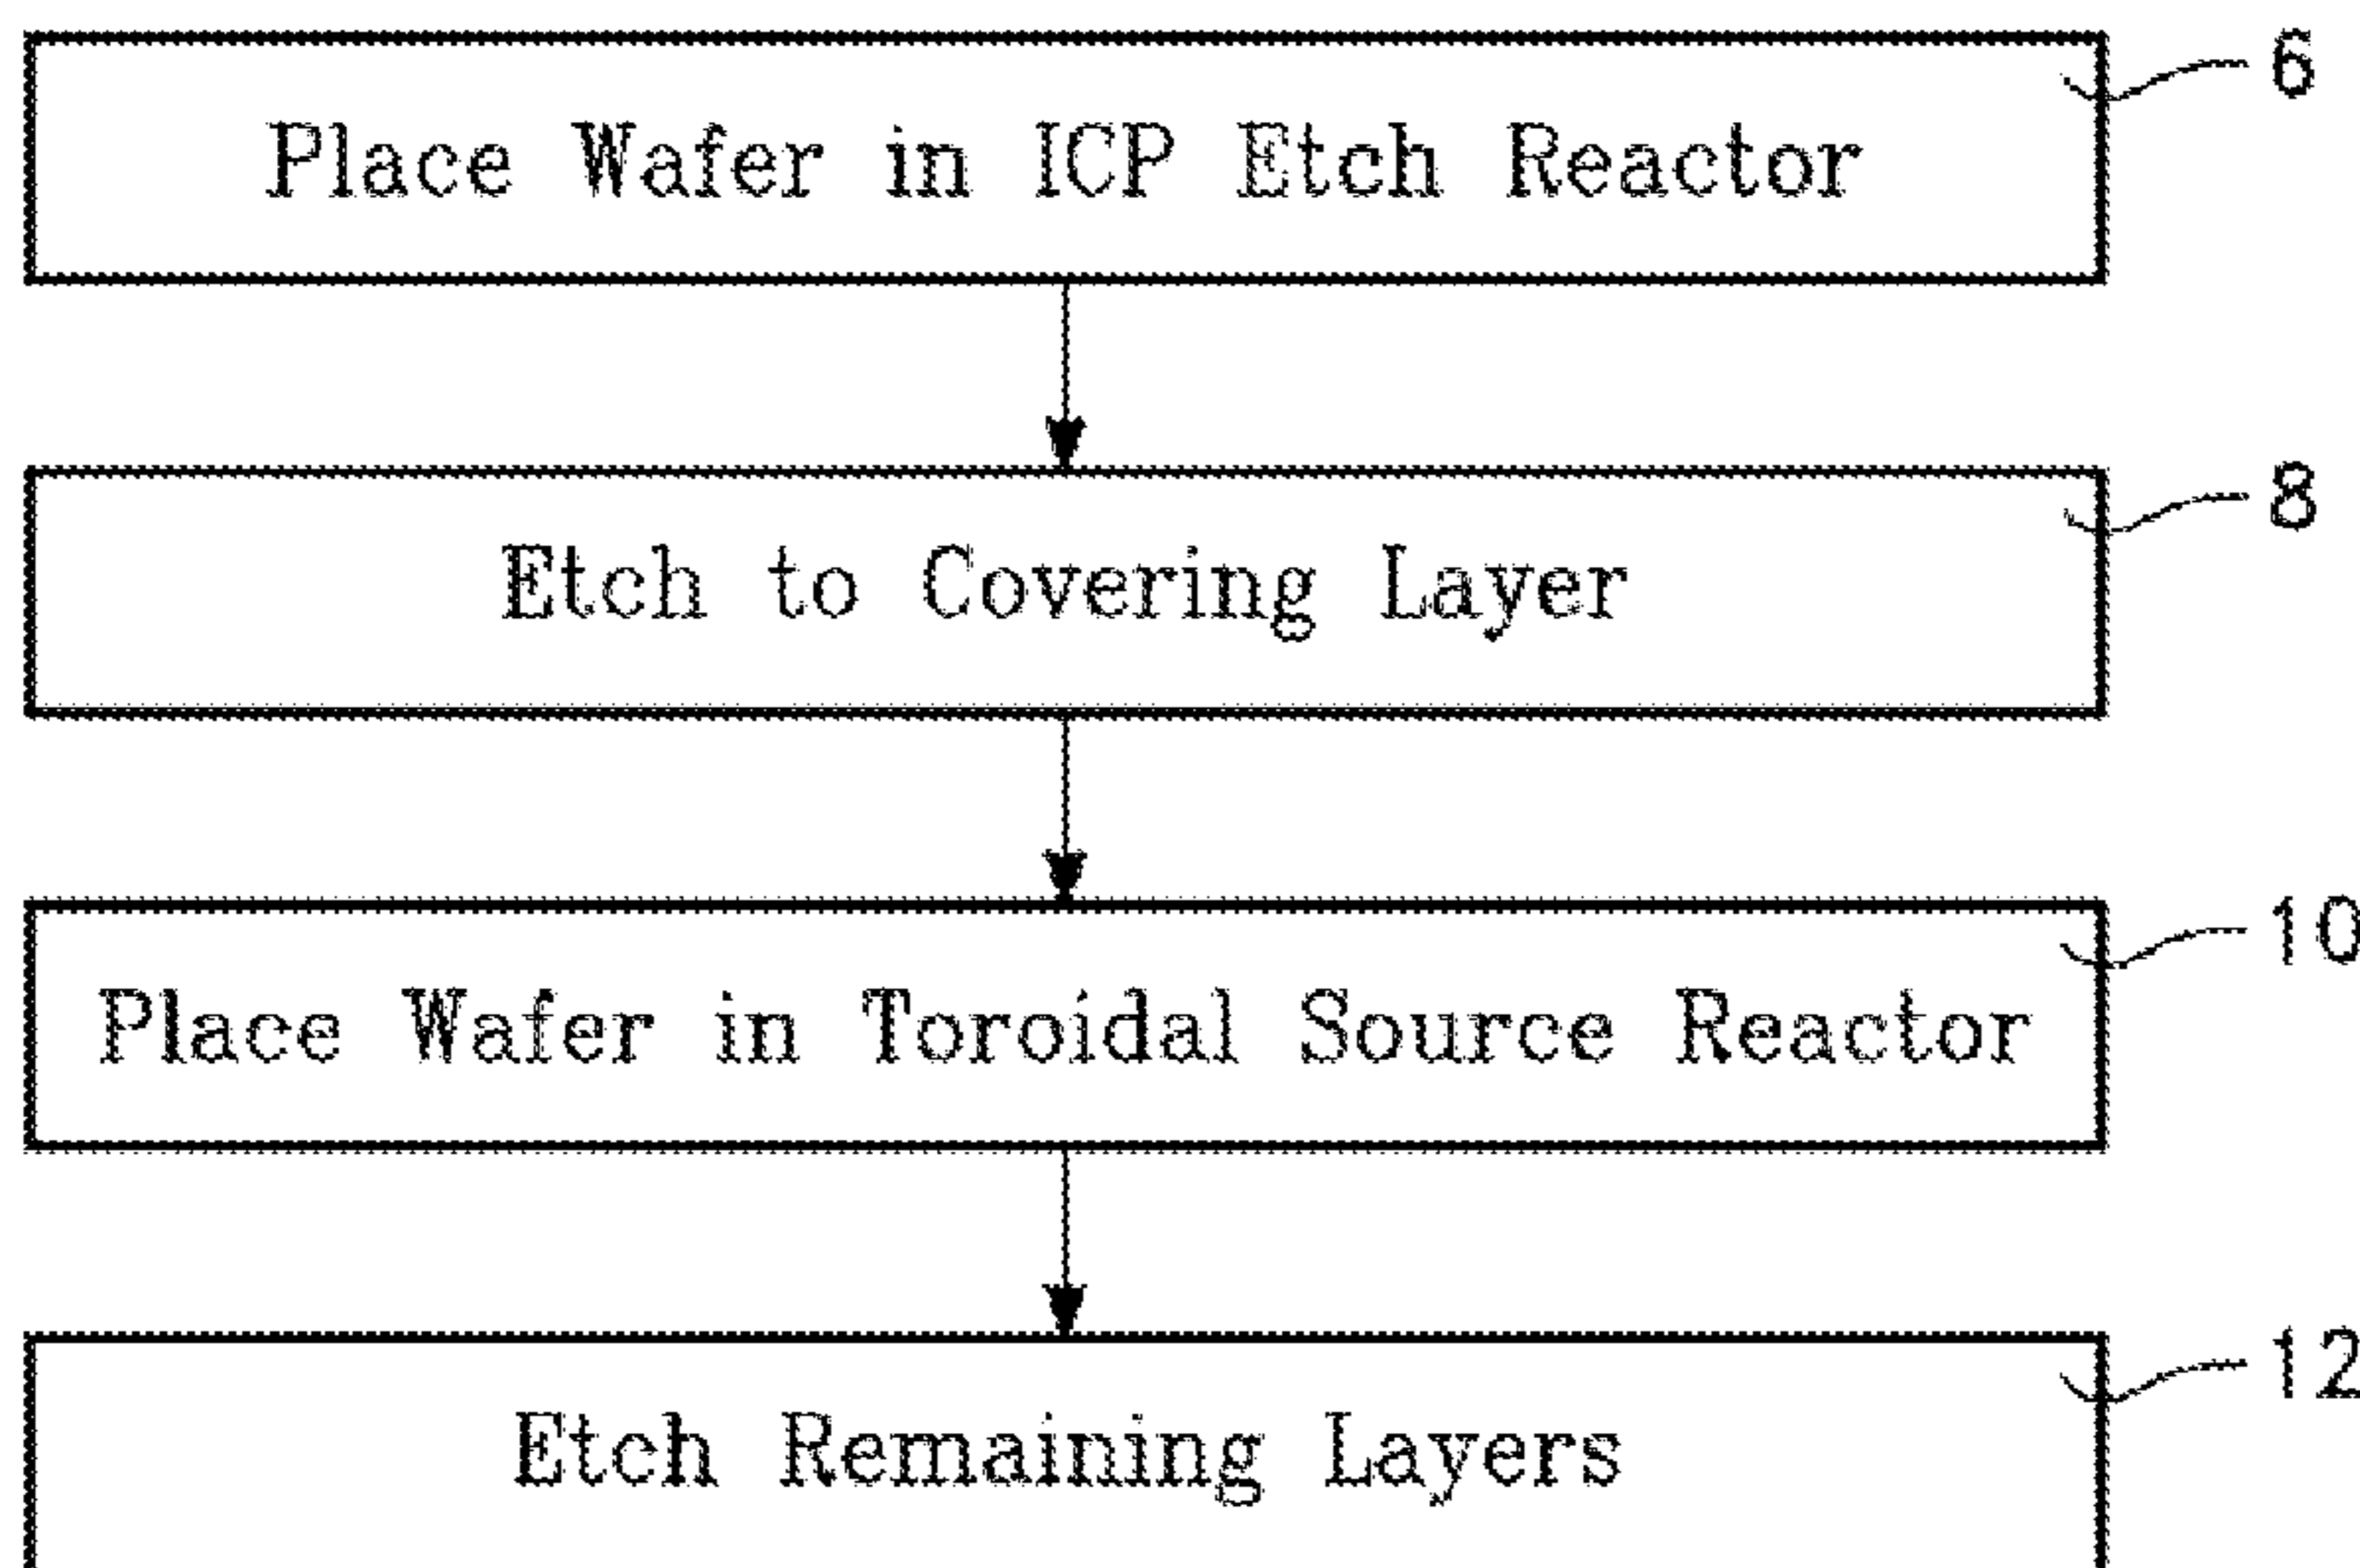 Place Wafer in ICP Etch Reactor
6
Etch to Covering Layer
8
Place Wafer in Toroidal Source Reactor
10
Etch Remaining Layers
12